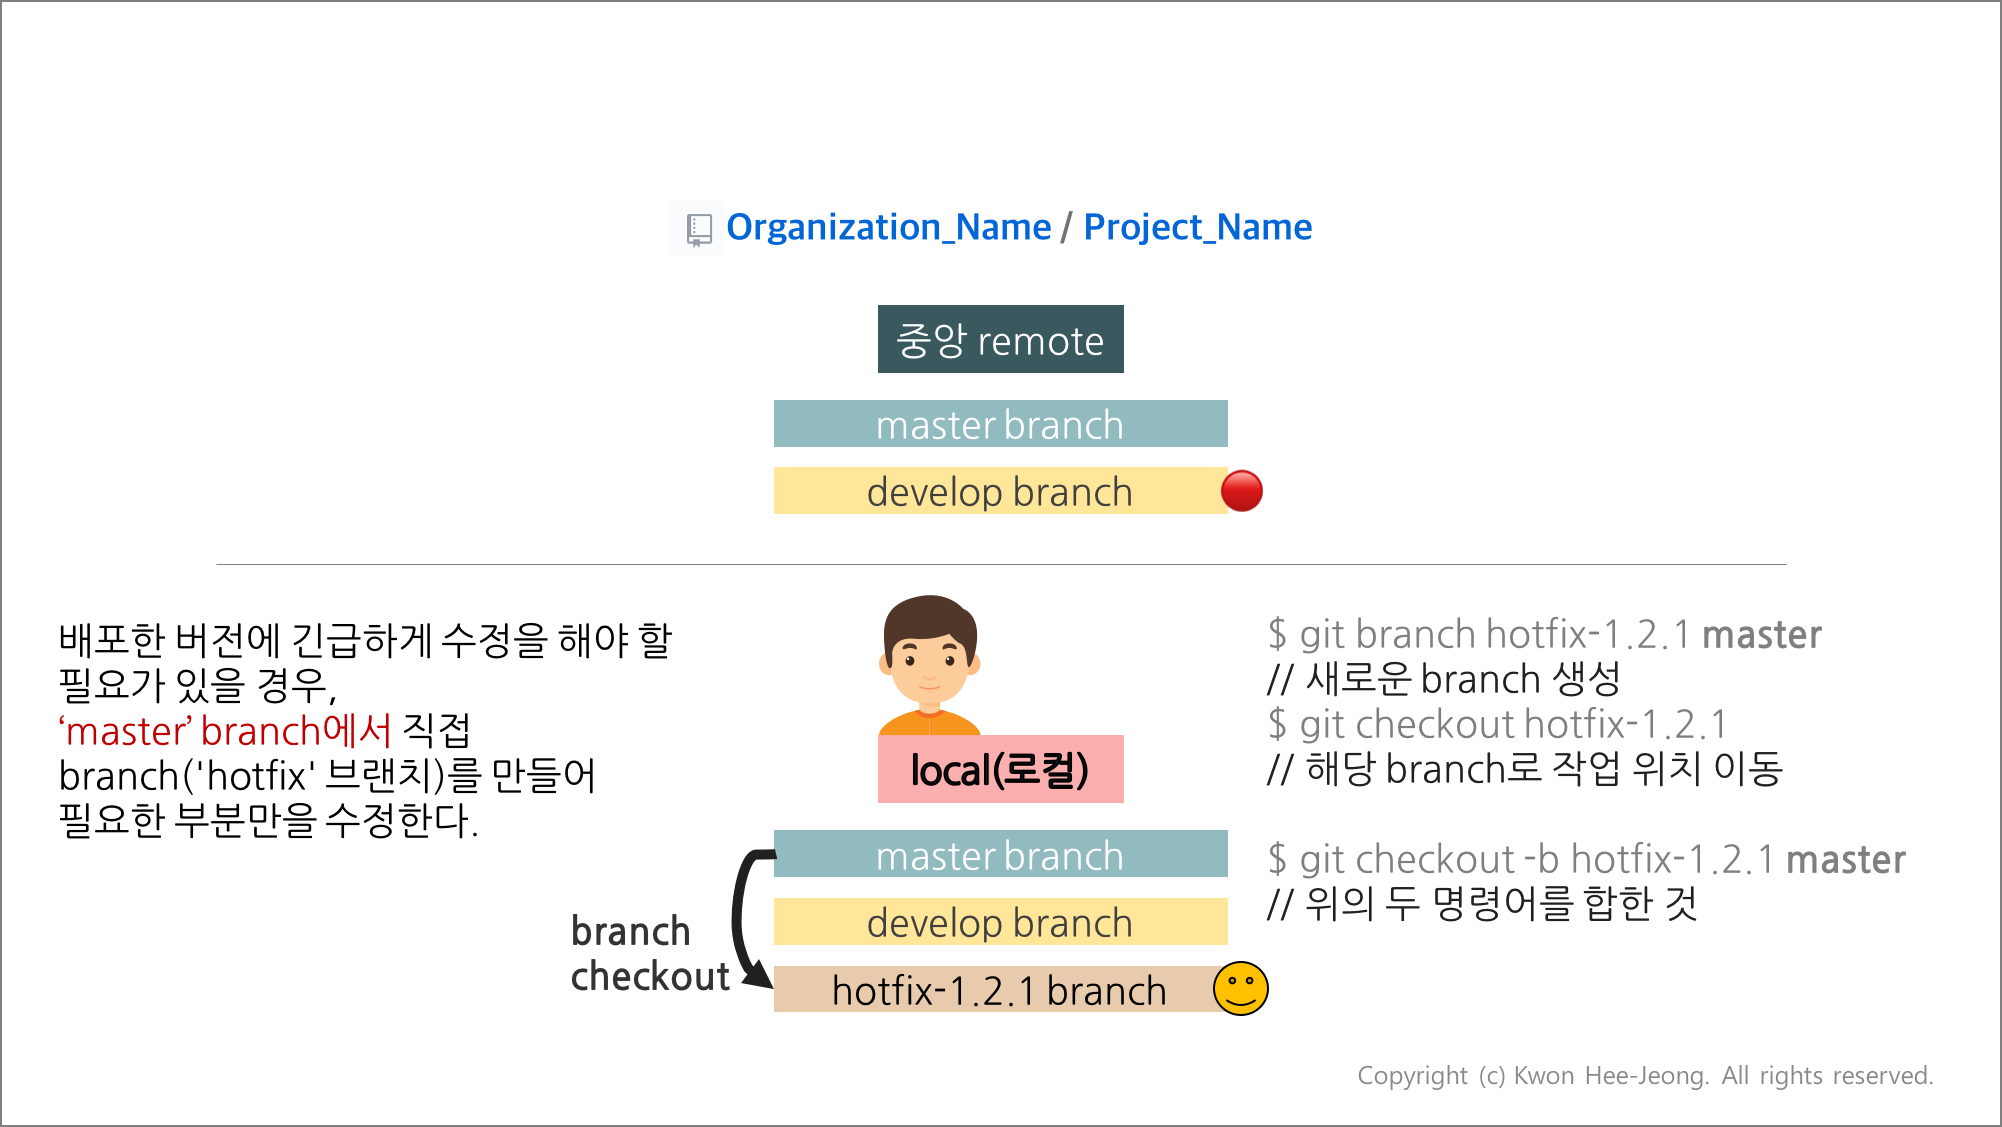 Organization_Name / Project_Name
중앙 remote
master branch
develop branch
배포한 버전에 긴급하게 수정을 해야 할
필요가 있을 경우,
‘master’ branch에서 직접
branch('hotfix' 브랜치)를 만들어
필요한 부분만을 수정한다.
local(로컬)
master branch
develop branch
hotfix-1.2.1 branch
branch
checkout
$ git branch hotfix-1.2.1 master
// 새로운 branch 생성
$ git checkout hotfix-1.2.1
// 해당 branch로 작업 위치 이동
$ git checkout -b hotfix-1.2.1 master
// 위의 두 명령어를 합한 것
Copyright (c) Kwon Hee-Jeong. All rights reserved.